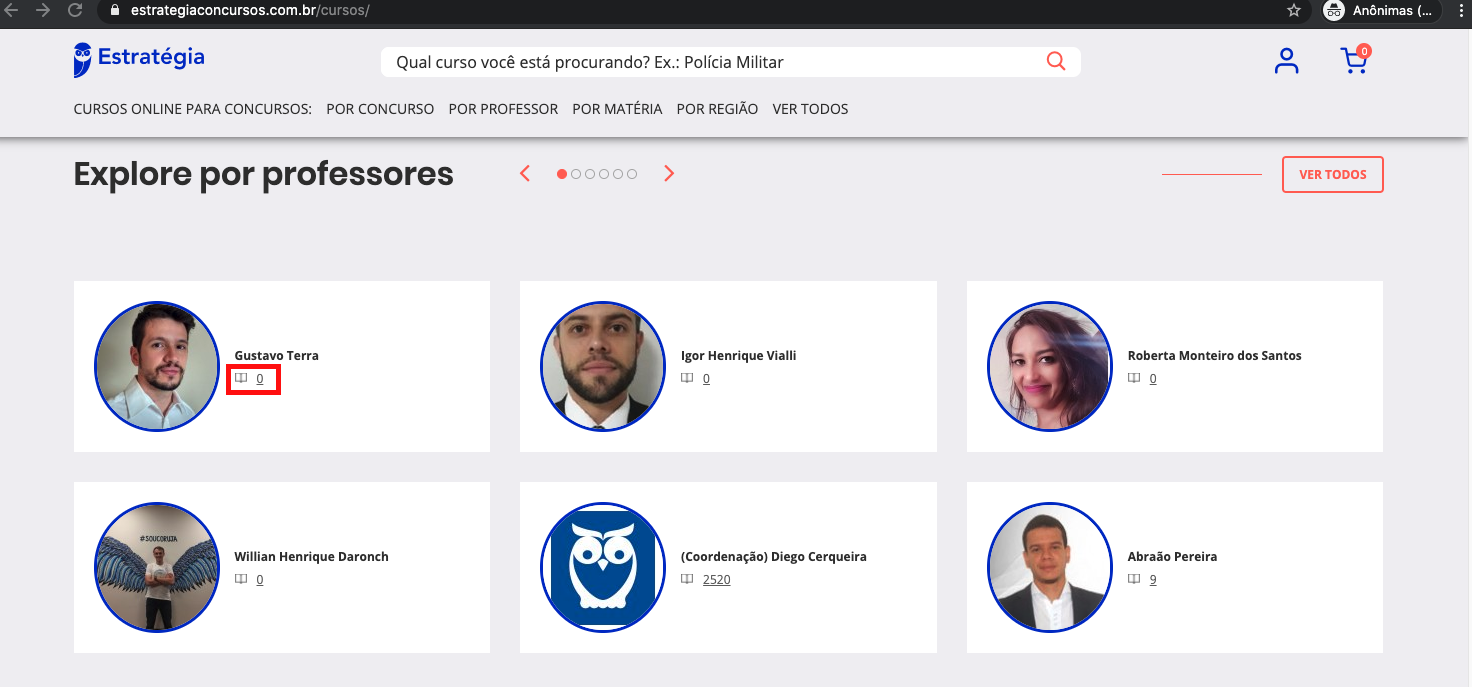 estrategiaconcursos.com.br/cursos/
Anônimas (...
Estratégia
Qual curso você está procurando? Ex.: Polícia Militar
0
CURSOS ONLINE PARA CONCURSOS: POR CONCURSO POR PROFESSOR POR MATÉRIA POR REGIÃO VER TODOS
Explore por professores
VER TODOS
Gustavo Terra
0
Igor Henrique Vialli
0
Roberta Monteiro dos Santos
0
#SOUCORUJA
Willian Henrique Daronch
0
(Coordenação) Diego Cerqueira
2520
Abraão Pereira
9